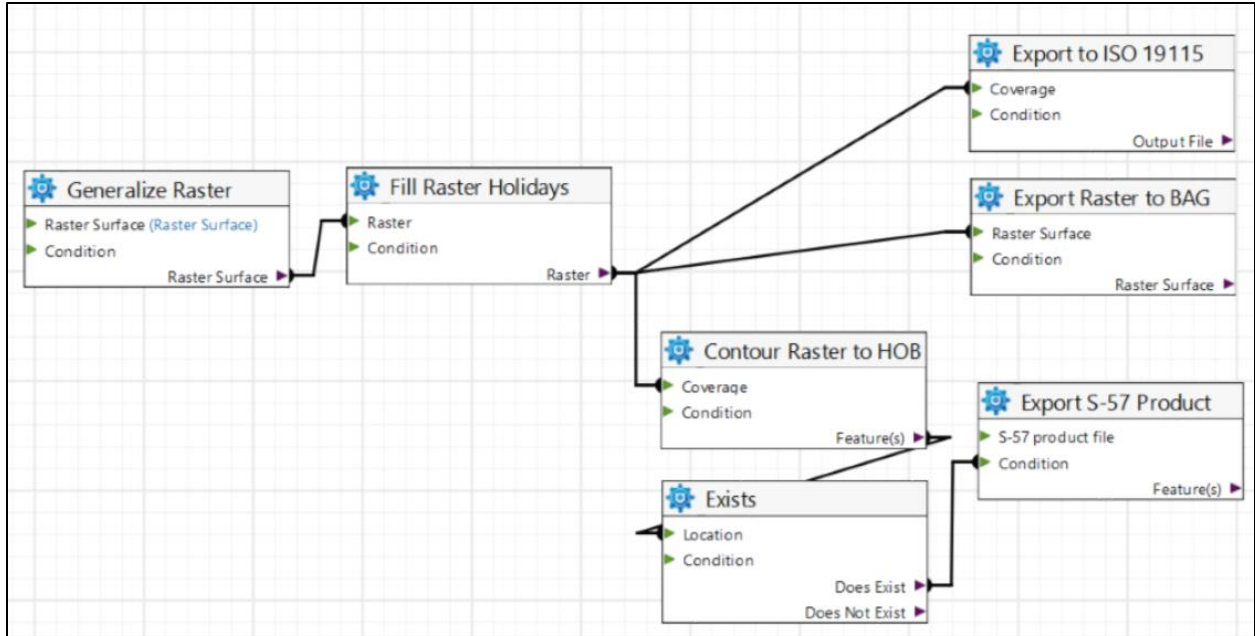 Generalize Raster
Raster Surface (Raster Surface)
Condition
Raster Surface
Fill Raster Holidays
Raster
Condition
Raster
Export to ISO 19115
Coverage
Condition
Output File
Export Raster to BAG
Raster Surface
Condition
Raster Surface
Contour Raster to HOB
Coverage
Condition
Feature(s)
Exists
Location
Condition
Does Exist
Does Not Exist
Export S-57 Product
S-57 product file
Condition
Feature(s)